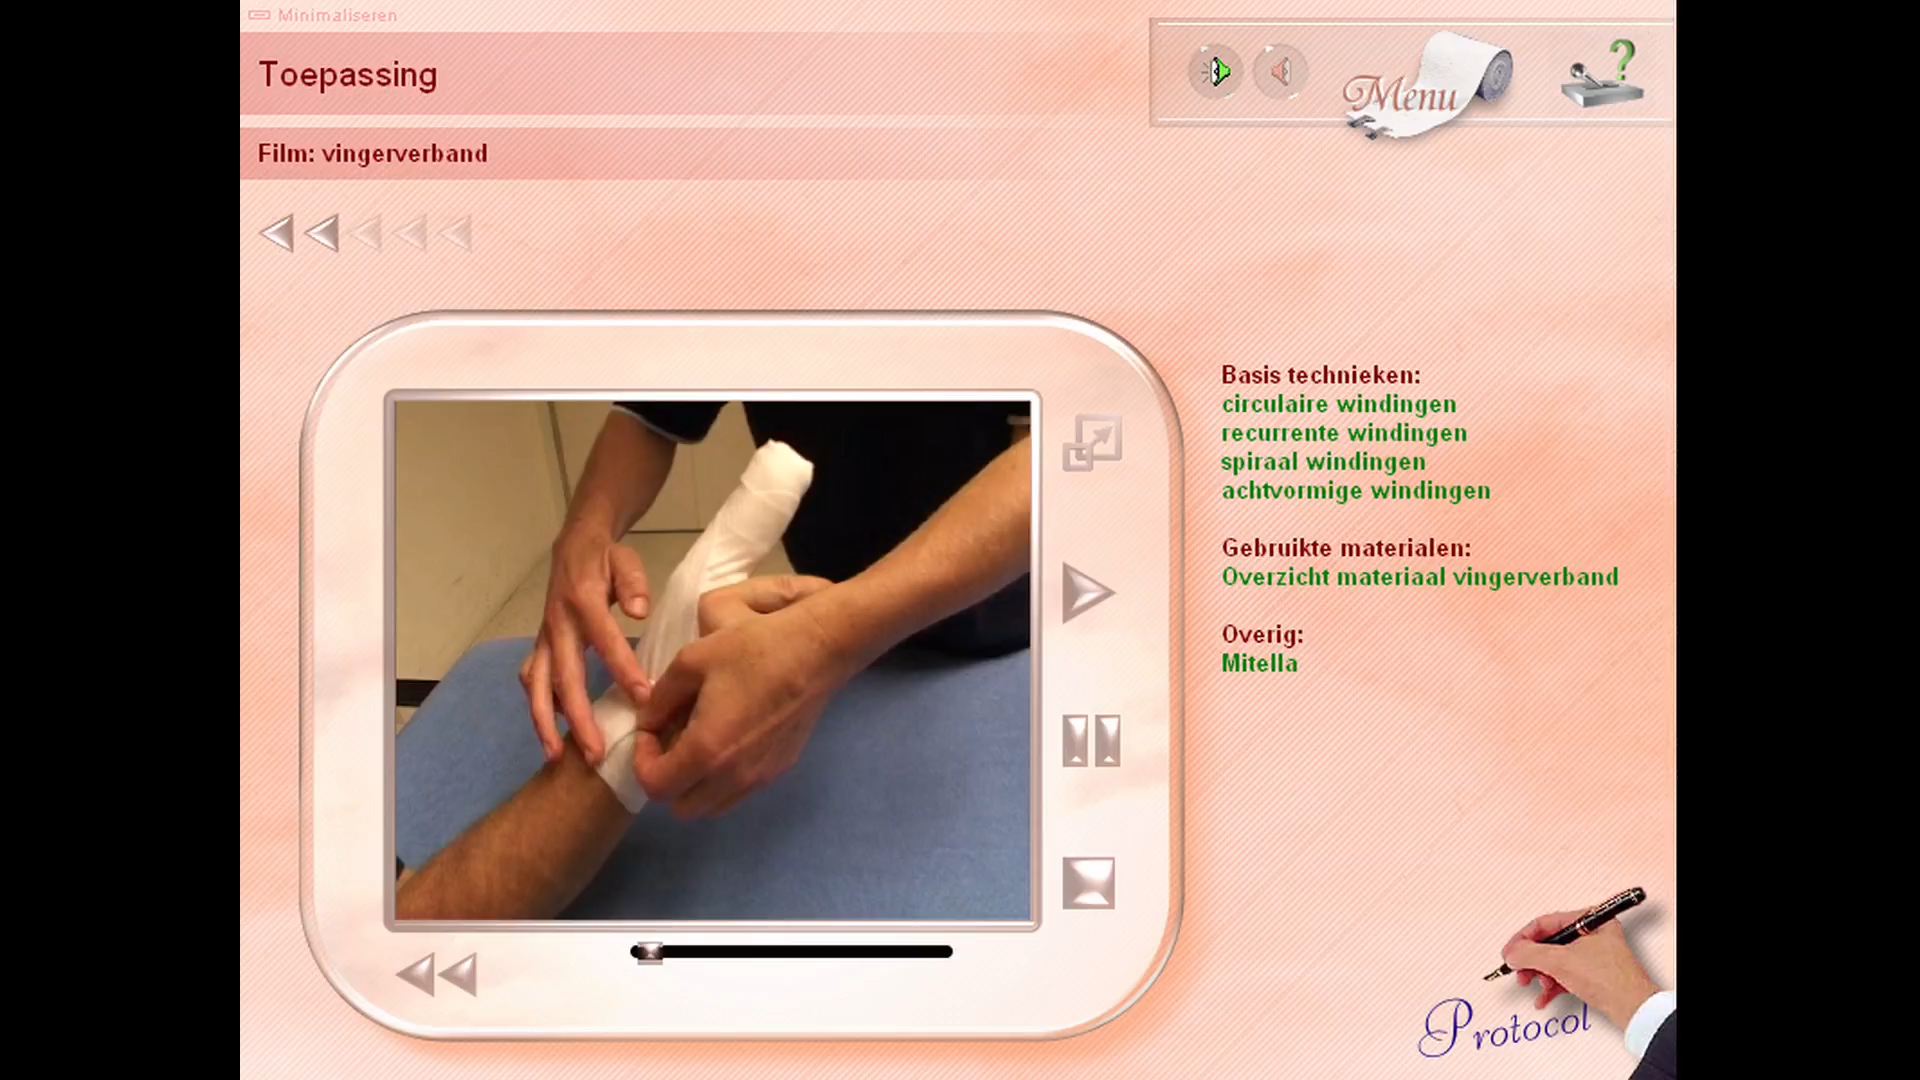 Minimaliseren
Toepassing
Menu
?
Film: vingerverband
Basis technieken:
circulaire windingen
recurrente windingen
spiraal windingen
achtvormige windingen
Gebruikte materialen:
Overzicht materiaal vingerverband
Overig:
Mitella
Protocol